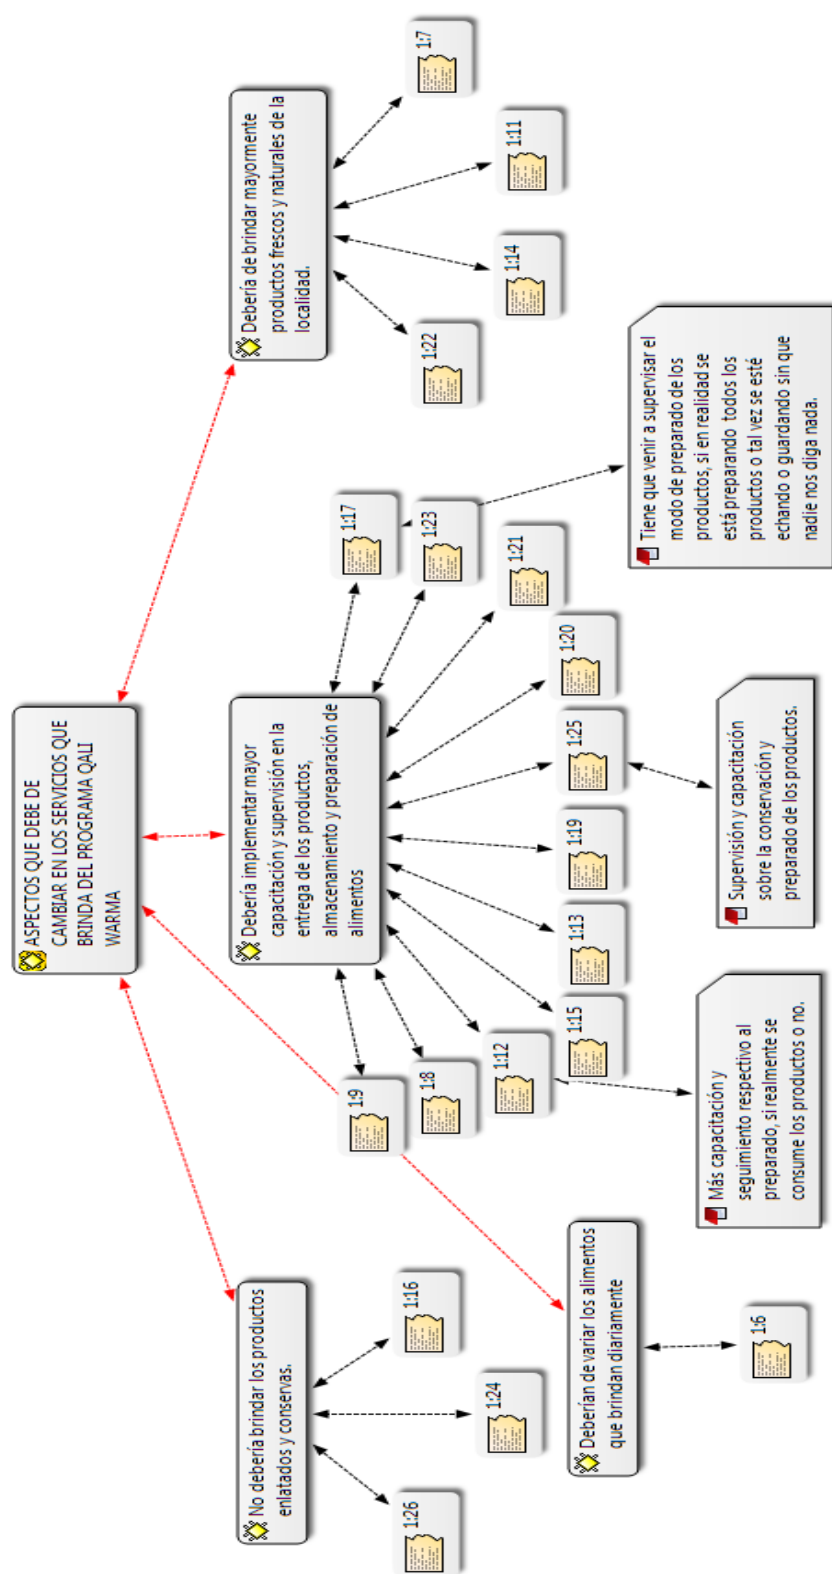 ASPECTOS QUE DEBE DE
CAMBIAR EN LOS SERVICIOS QUE
BRINDA DEL PROGRAMA QALI
WARMA
No debería brindar los productos
enlatados y conservas.
1:26
1:24
1:16
Deberían de variar los alimentos
que brindan diariamente
1:6
Debería implementar mayor
capacitación y supervisión en la
entrega de los productos,
almacenamiento y preparación de
alimentos
1:9
1:8
1:12
1:15
1:13
1:19
1:25
1:20
1:21
1:23
1:17
Más capacitación y
seguimiento respectivo al
preparado, si realmente se
consume los productos o no.
Supervisión y capacitación
sobre la conservación y
preparado de los productos.
Tiene que venir a supervisar el
modo de preparado de los
productos, si en realidad se
está preparando todos los
productos o tal vez se esté
echando o guardando sin que
nadie nos diga nada.
Debería de brindar mayormente
productos frescos y naturales de la
localidad.
1:22
1:14
1:11
1:7